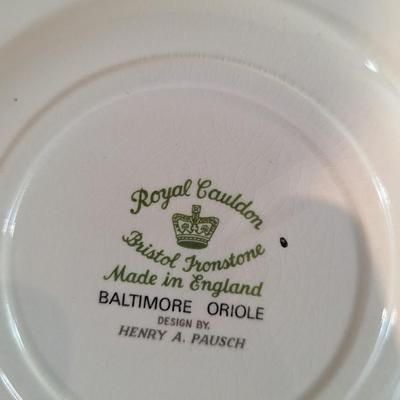 Royal Cauldon
Bristol Ironstone
Made in England
BALTIMORE ORIOLE
DESIGN BY.
HENRY A. PAUSCH